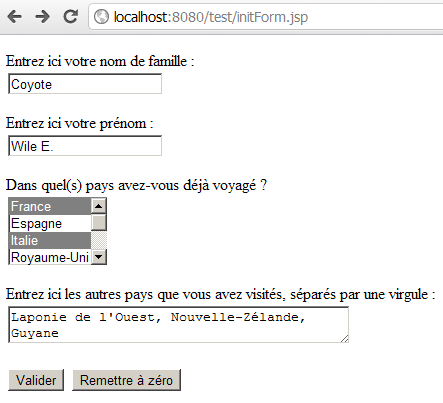 localhost:8080/test/initForm.jsp
Entrez ici votre nom de famille :
Coyote
Entrez ici votre prénom :
Wile E.
Dans quel(s) pays avez-vous déjà voyagé ?
France
Espagne
Italie
Royaume-Uni
Entrez ici les autres pays que vous avez visités, séparés par une virgule :
Laponie de l'Ouest, Nouvelle-Zélande,
Guyane
Valider Remettre à zéro